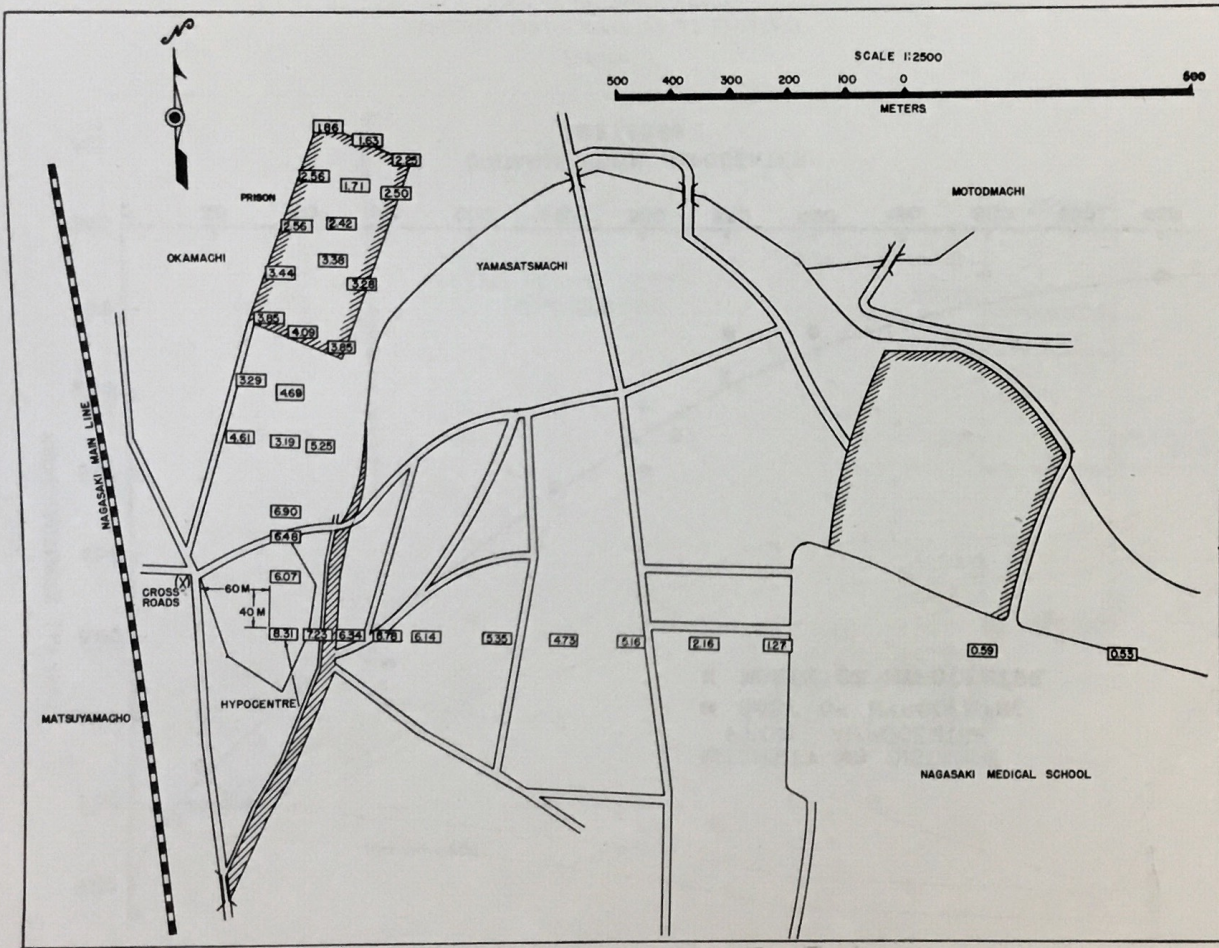 N
SCALE 1:2500
500 400 300 200 100 0 500
METERS
1.86
1.63
2.25
2.56
1.71
2.50
PRISON
MOTODMACHI
2.56
2.42
OKAMACHI
3.38
YAMASATSMACHI
3.44
3.28
3.85
4.09
3.85
3.29
4.69
4.61
3.19
5.25
NAGASAKI MAIN LINE
6.90
6.48
6.07
(X)
CROSS
ROADS
60 M
40 M
8.31 7.23 6.34 6.14 5.35 4.73 5.16 2.16 1.27 0.59 0.53
HYPOCENTRE
MATSUYAMACHO
NAGASAKI MEDICAL SCHOOL